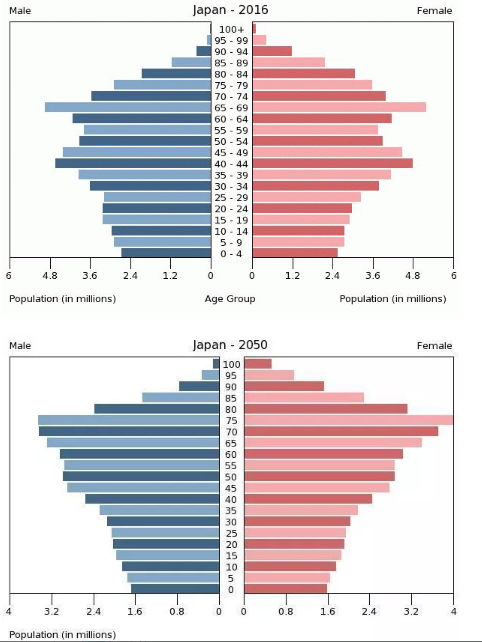 Male Japan - 2016 Female
100+
95 - 99
90 - 94
85 - 89
80 - 84
75 - 79
70 - 74
65 - 69
60 - 64
55 - 59
50 - 54
45 - 49
40 - 44
35 - 39
30 - 34
25 - 29
20 - 24
15 - 19
10 - 14
5 - 9
0 - 4
6 4.8 3.6 2.4 1.2 0 0 1.2 2.4 3.6 4.8 6
Population (in millions) Age Group Population (in millions)
Male Japan - 2050 Female
100
95
90
85
80
75
70
65
60
55
50
45
40
35
30
25
20
15
10
5
0
4 3.2 2.4 1.6 0.8 0 0 0.8 1.6 2.4 3.2 4
Population (in millions)